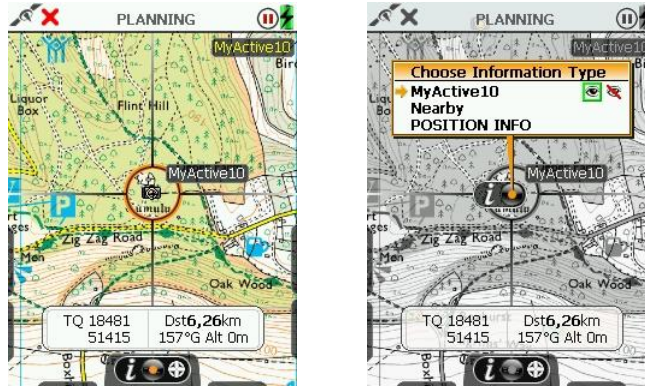 PLANNING
MyActive10
Liquor
Box
Flint Hill
MyActive10
Zig Zag Road
Oak Wood
TQ 18481
51415
Dst6,26km
157°G Alt 0m
i
PLANNING
MyActive10
Choose Information Type
MyActive10
Nearby
POSITION INFO
MyActive10
i
P
Zig Zag Road
Oak Wood
TQ 18481
51415
Dst6,26km
157°G Alt 0m
i